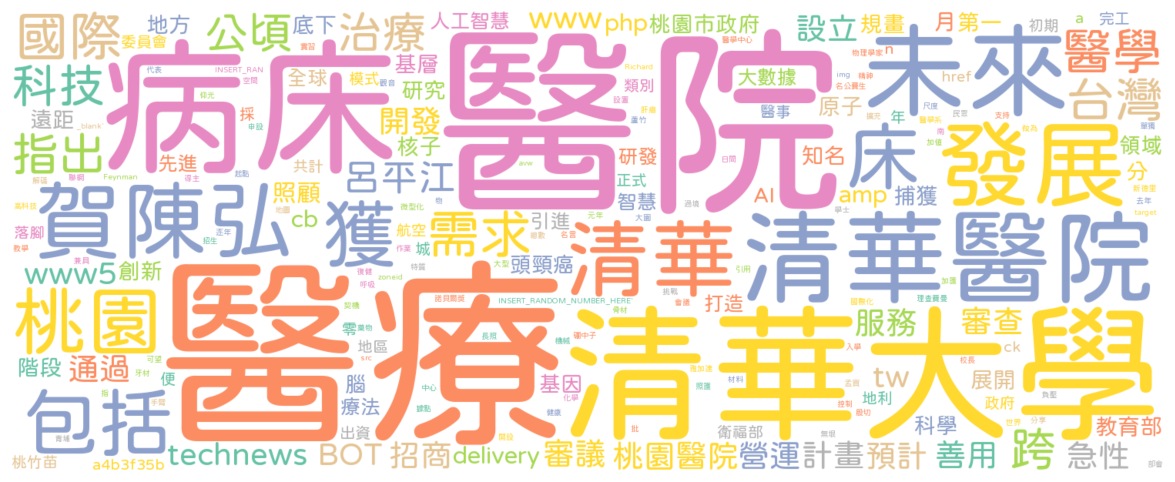 國際 委員會 地方 公頃 底下 治療 人工智慧 www php 桃園市政府 設立 規畫 月 第一 初期 a 完工
科技 病床 醫院 未來 醫學
INSERT_RAN 全球 模式 基層 研究 類別 大數據 原子 n href 台灣
遠距 採 開發 醫事 年
指出 _blank 先進 共計 核子 研發 知名 床 發展 領域
Feynman 照顧 呂平江 正式 智慧 AI amp 捕獲 分
賀陳弘 獲 cb 航空 城 需求 引進 清華 清華醫院
落腳 www5 創新 頭頸癌 target
zoneid INSERT_RANDOM_NUMBER_HERE 打造
桃園 醫療 清華大學 服務 審查
階段 通過 零 地區 src 便 腦 基因 tw ck 展開
包括 療法 出資 地利 政府 科學 教育部
桃竹苗 a4b3f35b technews BOT 招商 delivery 審議 桃園醫院 衛福部 營運 計畫 預計 善用 跨 急性